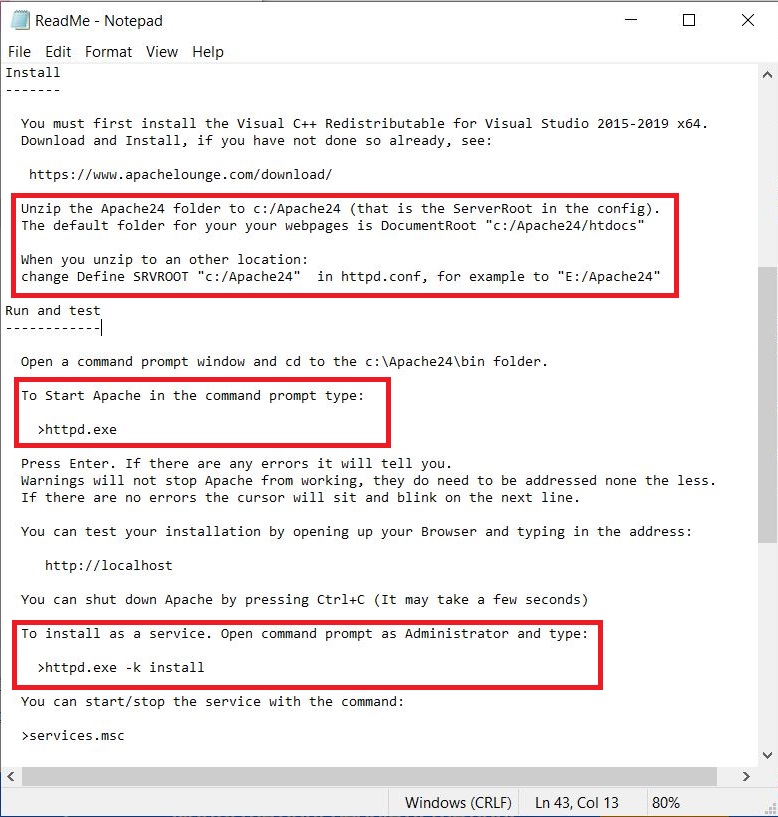 ReadMe - Notepad
File Edit Format View Help
Install
-------
You must first install the Visual C++ Redistributable for Visual Studio 2015-2019 x64.
Download and Install, if you have not done so already, see:
https://www.apachelounge.com/download/
Unzip the Apache24 folder to c:/Apache24 (that is the ServerRoot in the config).
The default folder for your your webpages is DocumentRoot "c:/Apache24/htdocs"
When you unzip to an other location:
change Define SRVROOT "c:/Apache24"  in httpd.conf, for example to "E:/Apache24"
Run and test
------------
Open a command prompt window and cd to the c:\Apache24\bin folder.
To Start Apache in the command prompt type:
>httpd.exe
Press Enter. If there are any errors it will tell you.
Warnings will not stop Apache from working, they do need to be addressed none the less.
If there are no errors the cursor will sit and blink on the next line.
You can test your installation by opening up your Browser and typing in the address:
http://localhost
You can shut down Apache by pressing Ctrl+C (It may take a few seconds)
To install as a service. Open command prompt as Administrator and type:
>httpd.exe -k install
You can start/stop the service with the command:
>services.msc
Windows (CRLF) Ln 43, Col 13 80%